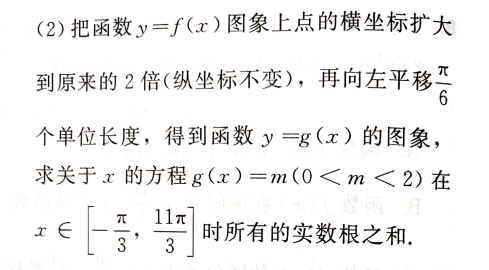 (2)把函数 y=f(x)图象上点的横坐标扩大
到原来的 2 倍(纵坐标不变)，再向左平移 π/6
个单位长度，得到函数 y =g(x) 的图象，
求关于 x 的方程 g(x)=m(0 < m < 2) 在
x ∈ [-π/3, 11π/3] 时所有的实数根之和.